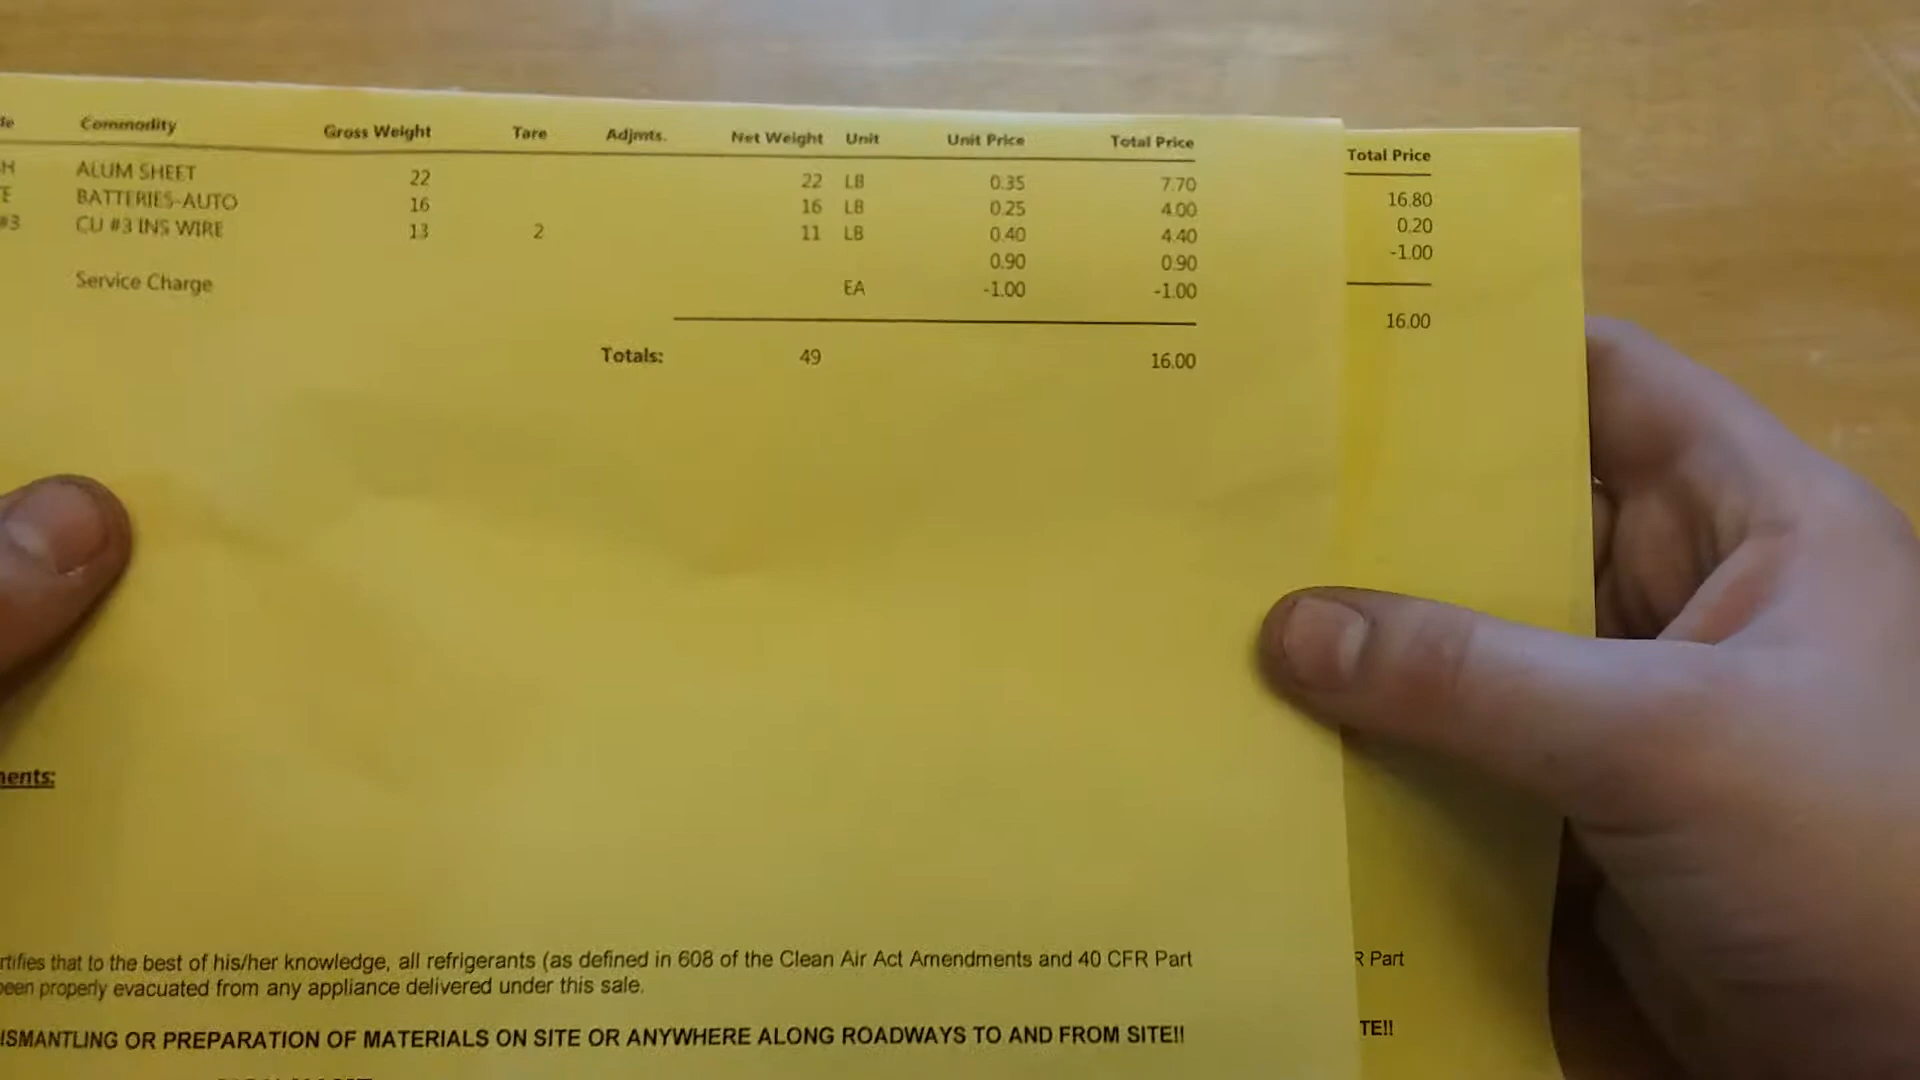 Commodity Gross Weight Tare Adjmts. Net Weight Unit Unit Price Total Price
ALUM SHEET 22 22 LB 0.35 7.70
BATTERIES-AUTO 16 16 LB 0.25 4.00
#3 CU #3 INS WIRE 13 2 11 LB 0.40 4.40
0.90 0.90
Service Charge EA -1.00 -1.00
Totals: 49 16.00
Total Price
16.80
0.20
-1.00
16.00
ments:
rtifies that to the best of his/her knowledge, all refrigerants (as defined in 608 of the Clean Air Act Amendments and 40 CFR Part
been properly evacuated from any appliance delivered under this sale.
ISMANTLING OR PREPARATION OF MATERIALS ON SITE OR ANYWHERE ALONG ROADWAYS TO AND FROM SITE!!
R Part
TE!!